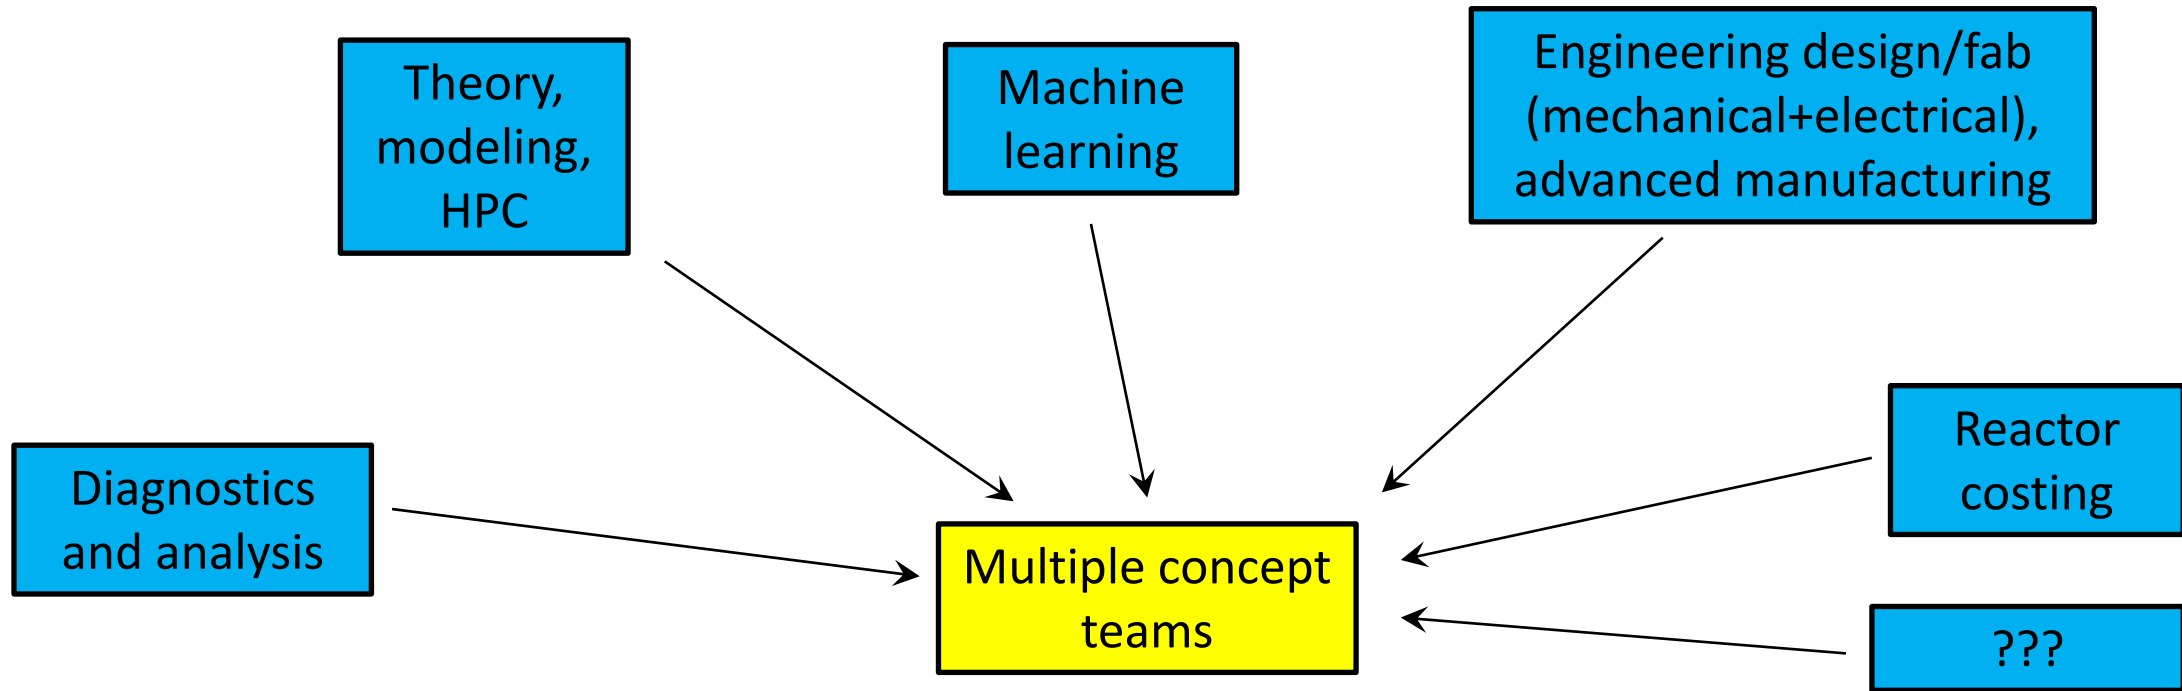 Theory,
modeling,
HPC
Machine
learning
Engineering design/fab
(mechanical+electrical),
advanced manufacturing
Diagnostics
and analysis
Multiple concept
teams
Reactor
costing
???